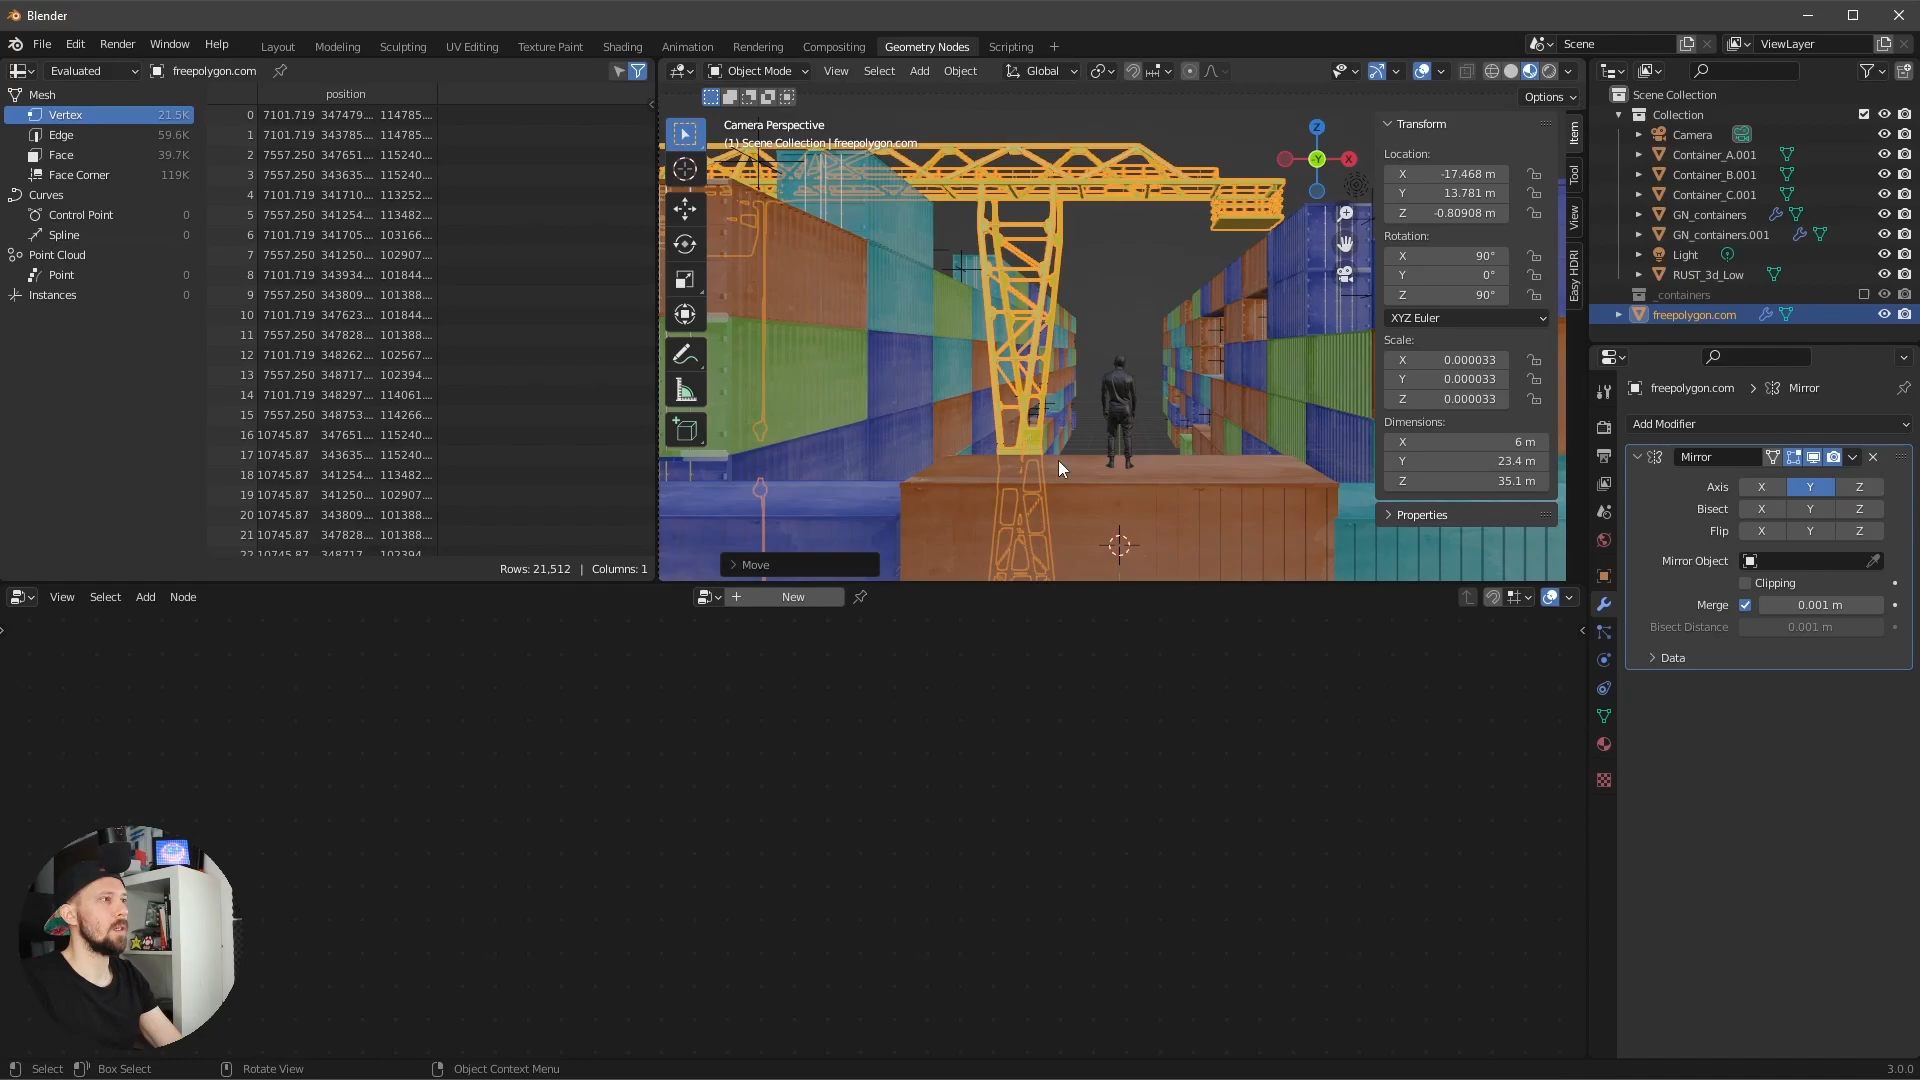 Blender
File Edit Render Window Help Layout Modeling Sculpting UV Editing Texture Paint Shading Animation Rendering Compositing Geometry Nodes Scripting + Scene ViewLayer
Evaluated freepolygon.com
Object Mode View Select Add Object Global
Options
Mesh
Vertex 21.5K
Edge 59.6K
Face 39.7K
Face Corner 119K
Curves
Control Point 0
Spline 0
Point Cloud
Point 0
Instances 0
position
0 7101.719 347479... 114785...
1 7101.719 343785... 114785...
2 7557.250 347651... 115240...
3 7557.250 343635... 115240...
4 7101.719 341710... 113252...
5 7557.250 341254... 113482...
6 7101.719 341705... 103166...
7 7557.250 341250... 102907...
8 7101.719 343934... 101844...
9 7557.250 343809... 101388...
10 7101.719 347623... 101844...
11 7557.250 347828... 101388...
12 7101.719 348262... 102567...
13 7557.250 348717... 102394...
14 7101.719 348297... 114061...
15 7557.250 348753... 114266...
16 10745.87 347651... 115240...
17 10745.87 343635... 115240...
18 10745.87 341254... 113482...
19 10745.87 341250... 102907...
20 10745.87 343809... 101388...
21 10745.87 347828... 101388...
22 10745.87 348717... 102394...
Rows: 21,512 | Columns: 1
Camera Perspective
(1) Scene Collection | freepolygon.com
Z
Y
X
Move
Transform
Location:
X -17.468 m
Y 13.781 m
Z -0.80908 m
Rotation:
X 90°
Y 0°
Z 90°
XYZ Euler
Scale:
X 0.000033
Y 0.000033
Z 0.000033
Dimensions:
X 6 m
Y 23.4 m
Z 35.1 m
Properties
Item
Tool
View
Easy HDRI
Scene Collection
Collection
Camera
Container_A.001
Container_B.001
Container_C.001
GN_containers
GN_containers.001
Light
RUST_3d_Low
_containers
freepolygon.com
freepolygon.com > Mirror
Add Modifier
Mirror
Axis X Y Z
Bisect X Y Z
Flip X Y Z
Mirror Object
Clipping
Merge 0.001 m
Bisect Distance 0.001 m
Data
View Select Add Node
New
Select Box Select Rotate View Object Context Menu 3.0.0